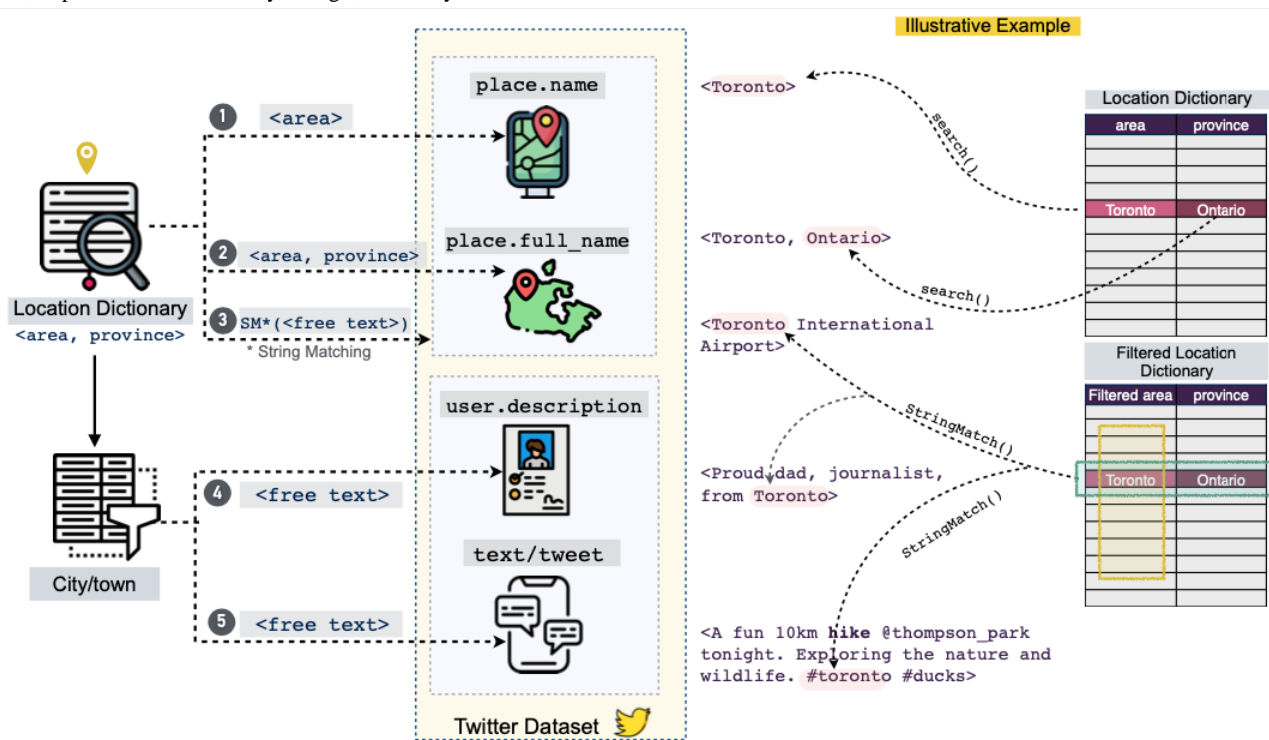 Illustrative Example
1 <area>
place.name
2 <area, province>
place.full_name
3 SM*(<free text>)
* String Matching
Location Dictionary
<area, province>
user.description
4 <free text>
text/tweet
City/town
5 <free text>
Twitter Dataset
<Toronto>
search()
<Toronto, Ontario>
search()
<Toronto International
Airport>
StringMatch()
<Proud dad, journalist,
from Toronto>
StringMatch()
<A fun 10km hike @thompson_park
tonight. Exploring the nature and
wildlife. #toronto #ducks>
Location Dictionary
area province
Toronto Ontario
Filtered Location
Dictionary
Filtered area province
Toronto Ontario